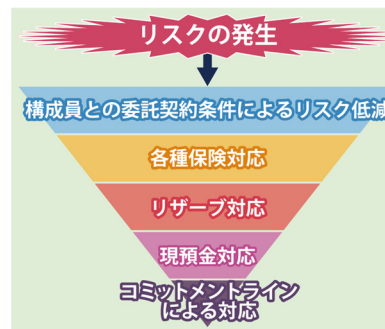 リスクの発生
構成員との委託契約条件によるリスク低減
各種保険対応
リザーブ対応
現預金対応
コミットメントライン
による対応